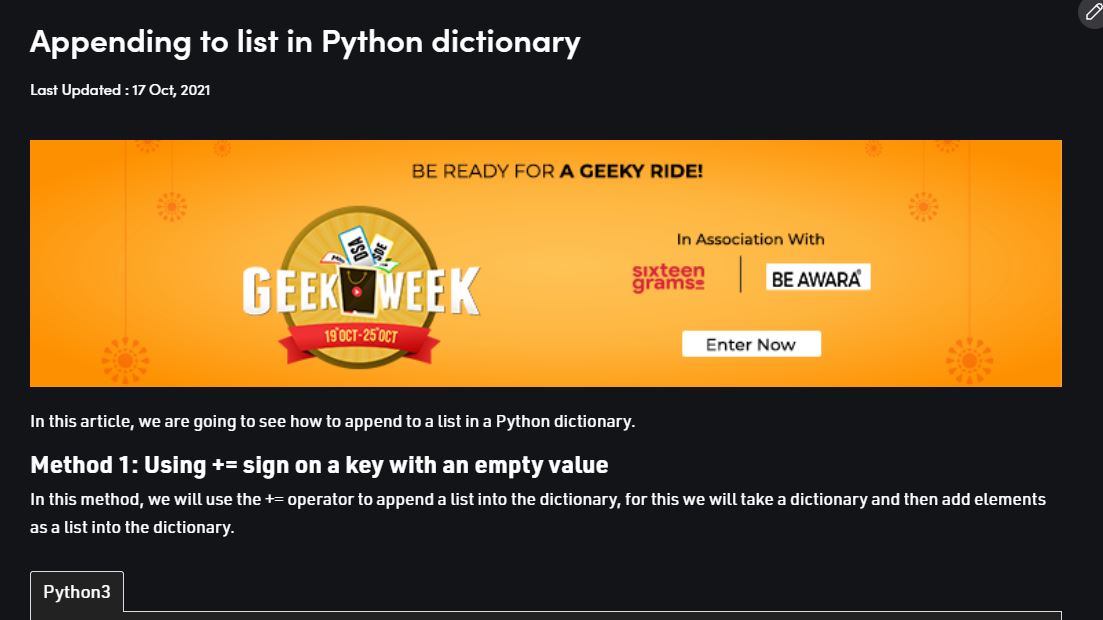 Appending to list in Python dictionary
Last Updated : 17 Oct, 2021
BE READY FOR A GEEKY RIDE!
DSA
SDE
GEEK WEEK
19th OCT-25th OCT
In Association With
sixteen
grams
BE AWARA
Enter Now
In this article, we are going to see how to append to a list in a Python dictionary.
Method 1: Using += sign on a key with an empty value
In this method, we will use the += operator to append a list into the dictionary, for this we will take a dictionary and then add elements
as a list into the dictionary.
Python3